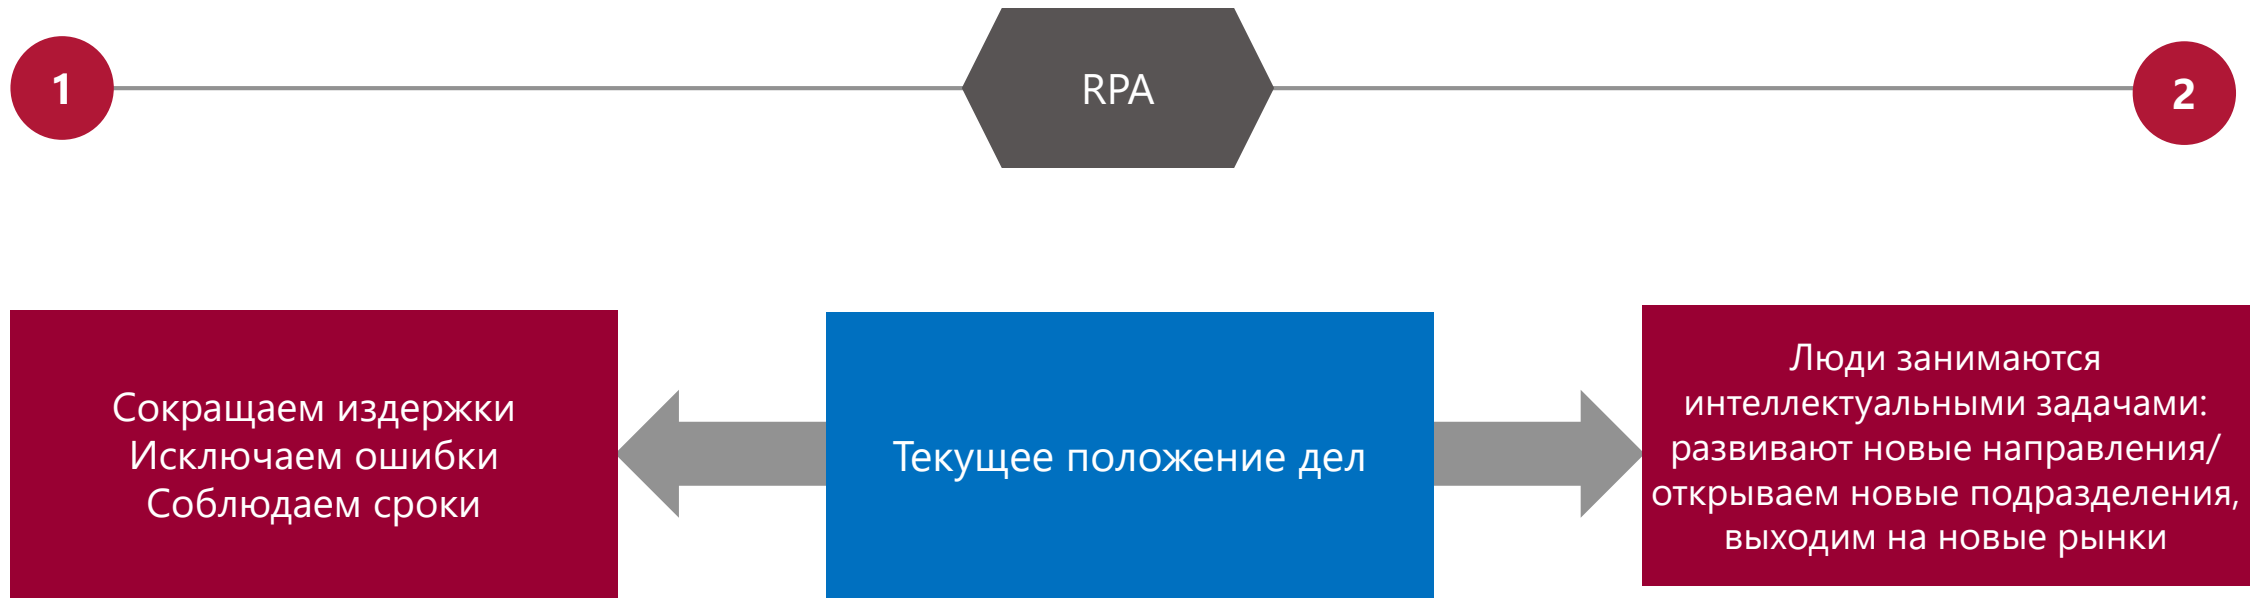 1
RPA
2
Сокращаем издержки
Исключаем ошибки
Соблюдаем сроки
Текущее положение дел
Люди занимаются
интеллектуальными задачами:
развивают новые направления/
открываем новые подразделения,
выходим на новые рынки